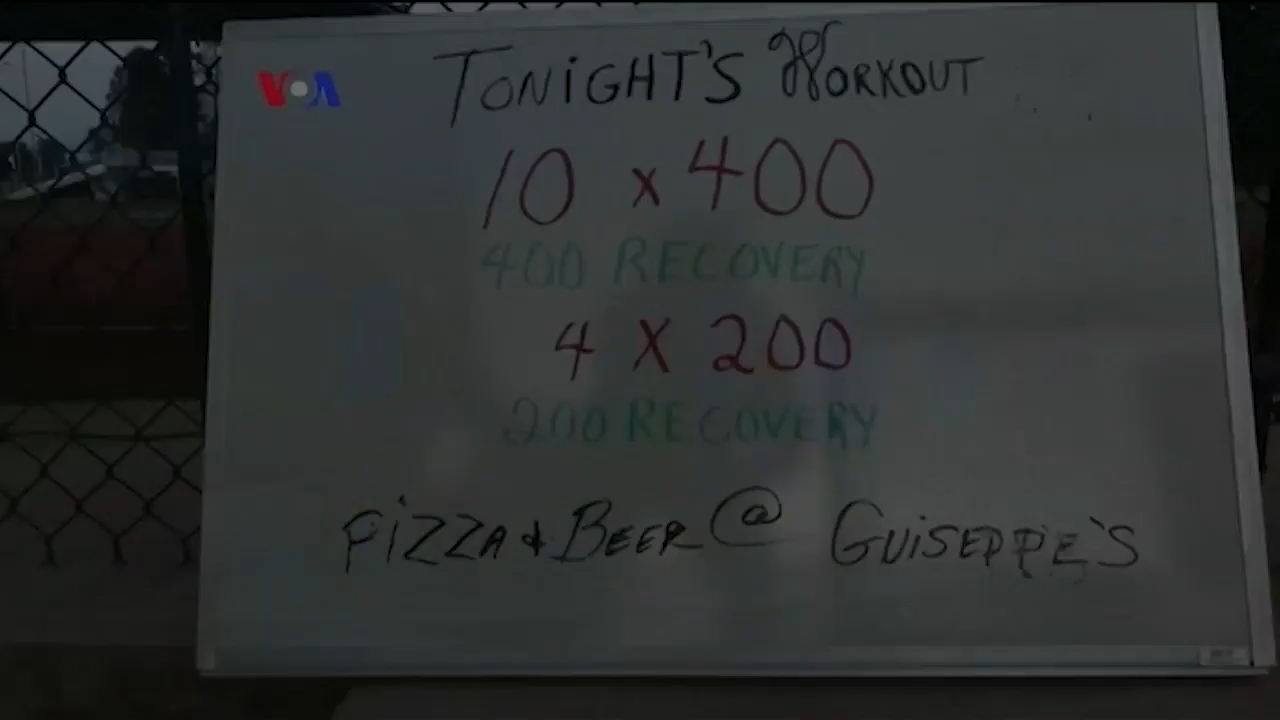 VOA
TONIGHT'S WORKOUT
10 x 400
400 RECOVERY
4 X 200
200 RECOVERY
PIZZA & BEER @ GUISEPPE'S